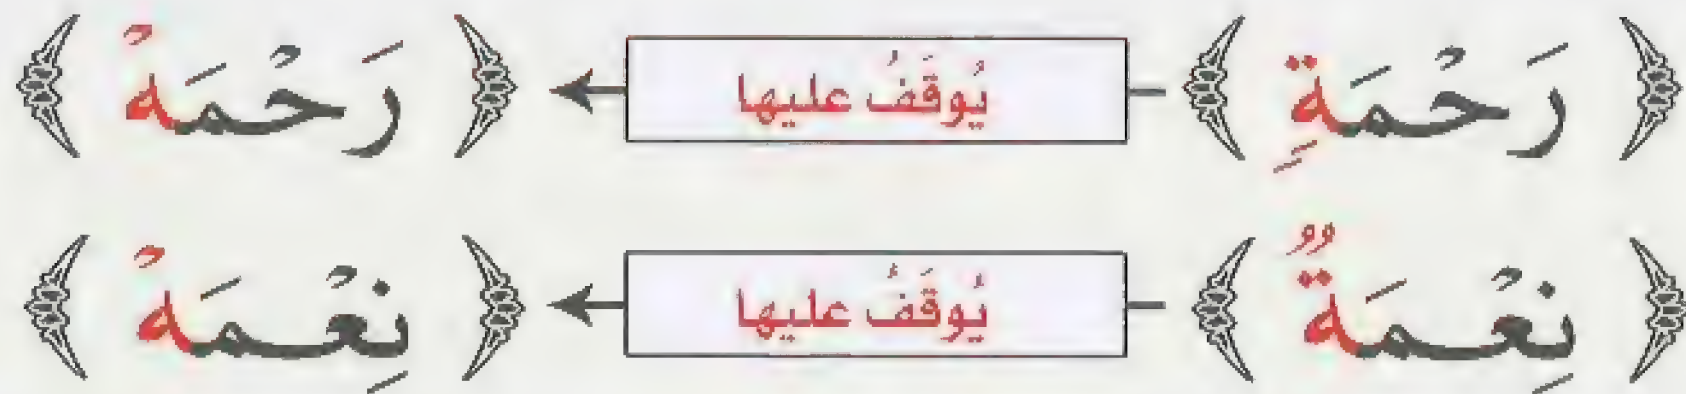 ﴿رَحْمَةِ﴾ يُوقَفُ عليها ﴿رَحْمَهْ﴾
﴿نِعْمَةٌ﴾ يُوقَفُ عليها ﴿نِعْمَهْ﴾